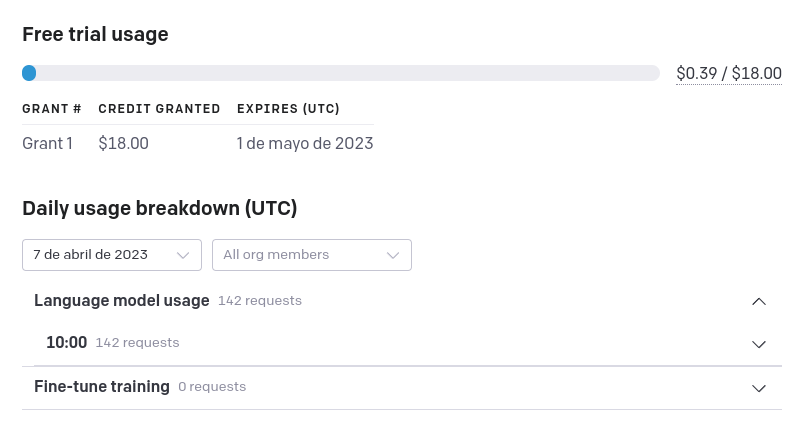 Free trial usage
$0.39 / $18.00
GRANT # CREDIT GRANTED EXPIRES (UTC)
Grant 1 $18.00 1 de mayo de 2023
Daily usage breakdown (UTC)
7 de abril de 2023 All org members
Language model usage 142 requests
10:00 142 requests
Fine-tune training 0 requests